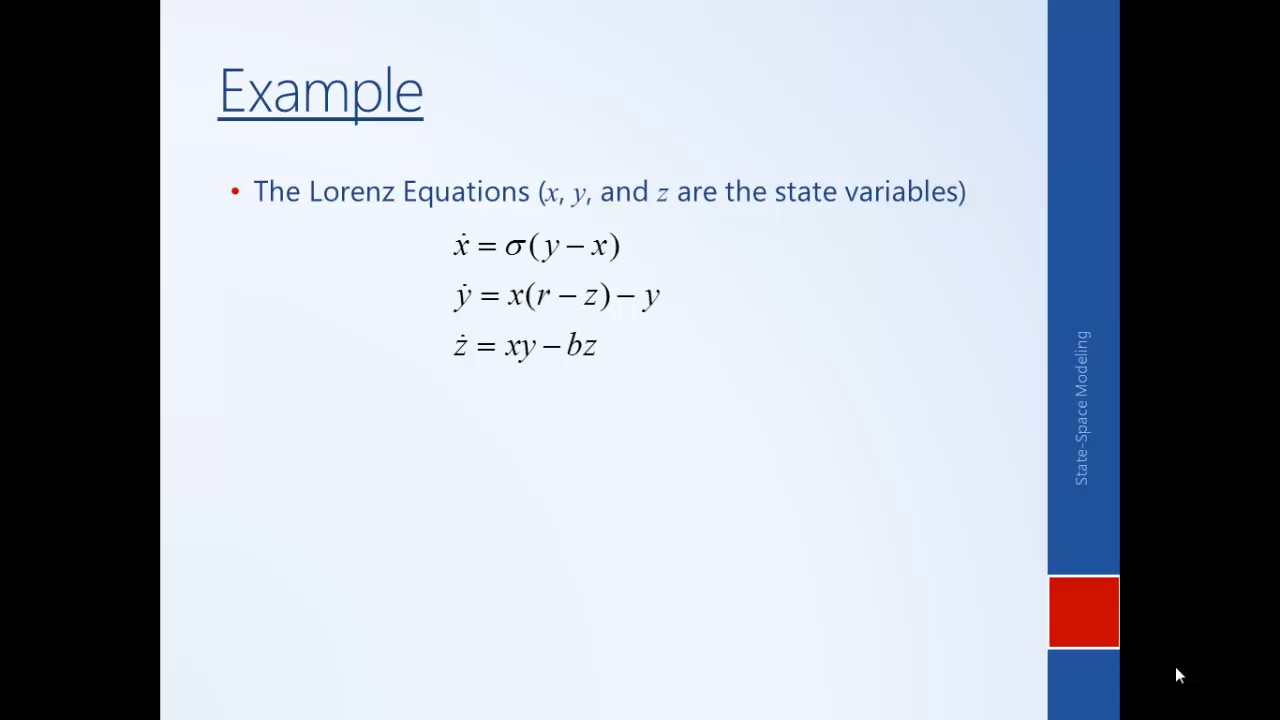 Example
• The Lorenz Equations (x, y, and z are the state variables)
ẋ = σ(y − x)
ẏ = x(r − z) − y
ż = xy − bz
State-Space Modeling